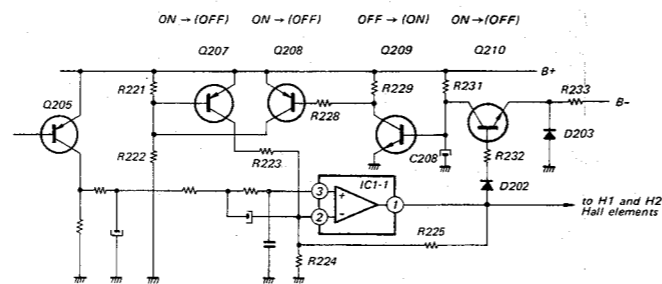 ON → (OFF) ON → (OFF) OFF → (ON) ON → (OFF)
Q207 Q208 Q209 Q210
B+
R221 R229 R231 R233
B-
Q205 R228
D203
R222 C208 R232
R223
IC1-1 D202
3 +
1
2 -
to H1 and H2
Hall elements
R225
R224